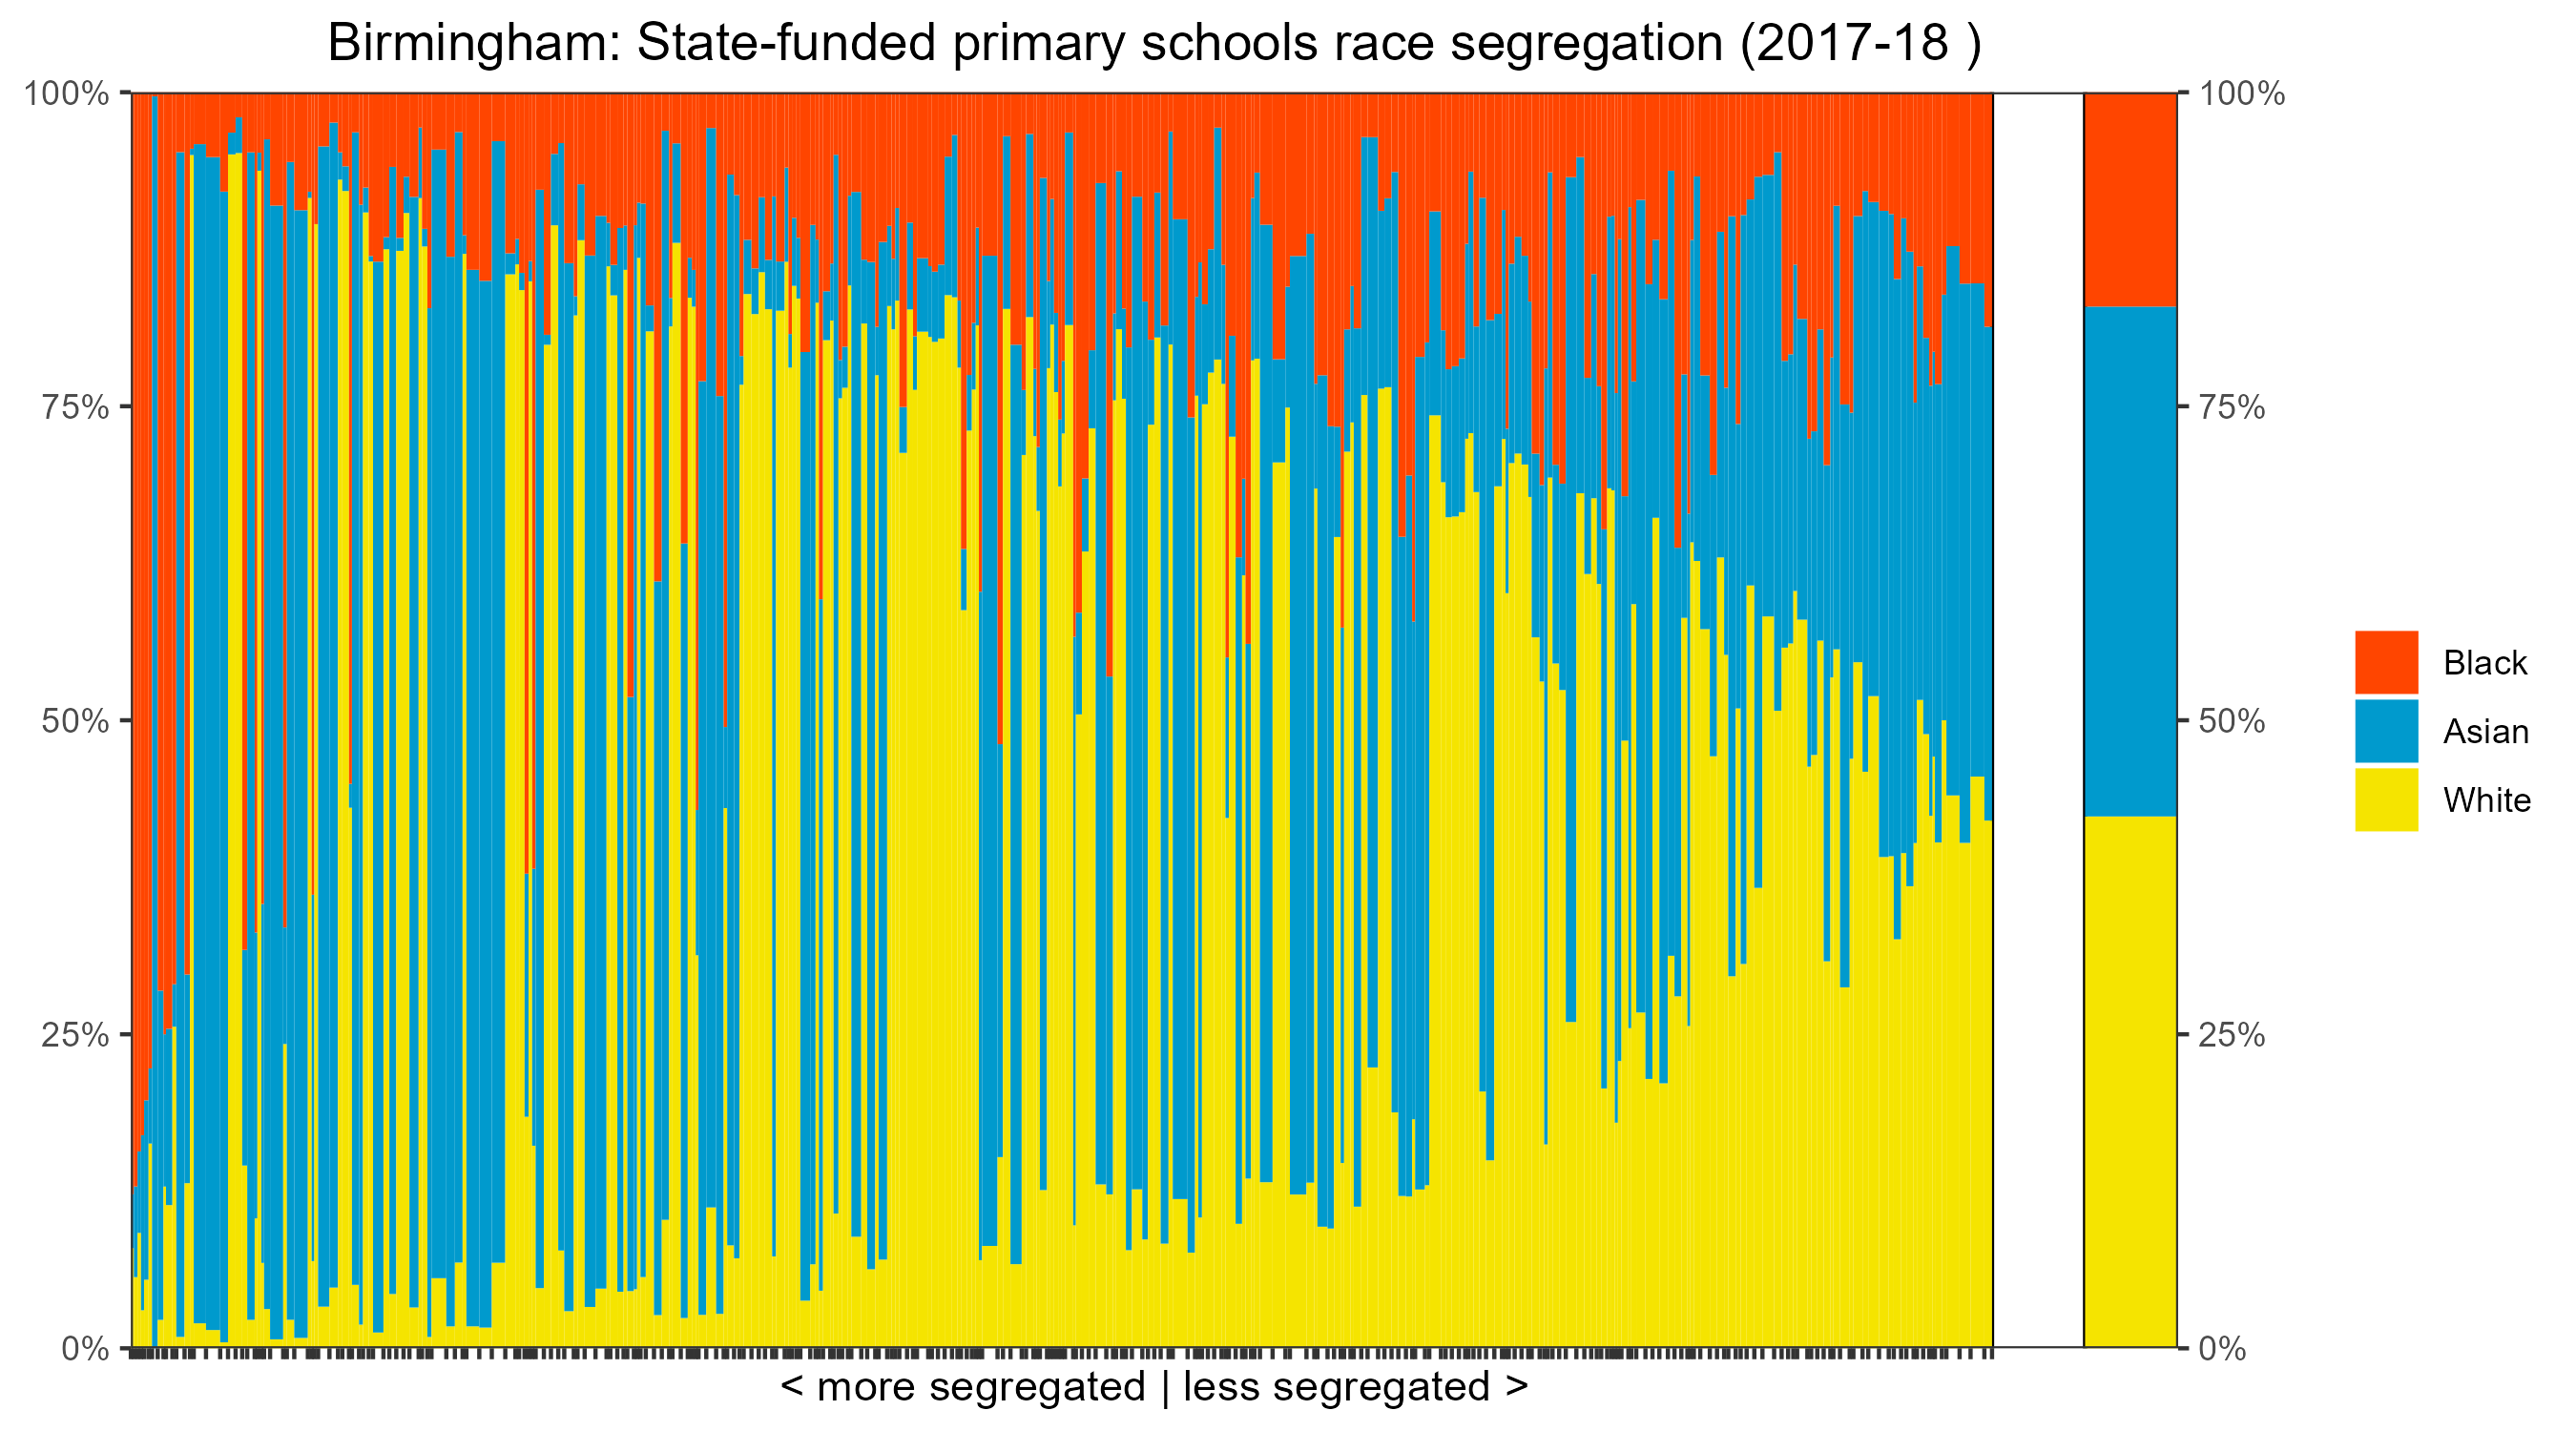 Birmingham: State-funded primary schools race segregation (2017-18 )
100%
75%
50%
25%
0%
100%
75%
50%
25%
0%
Black
Asian
White
< more segregated | less segregated >